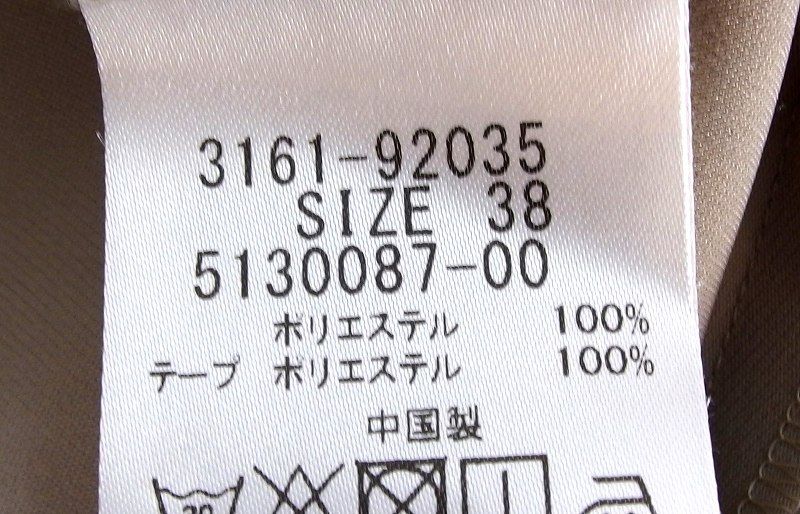 3161-92035
SIZE 38
5130087-00
ポリエステル 100%
テープ ポリエステル 100%
中国製